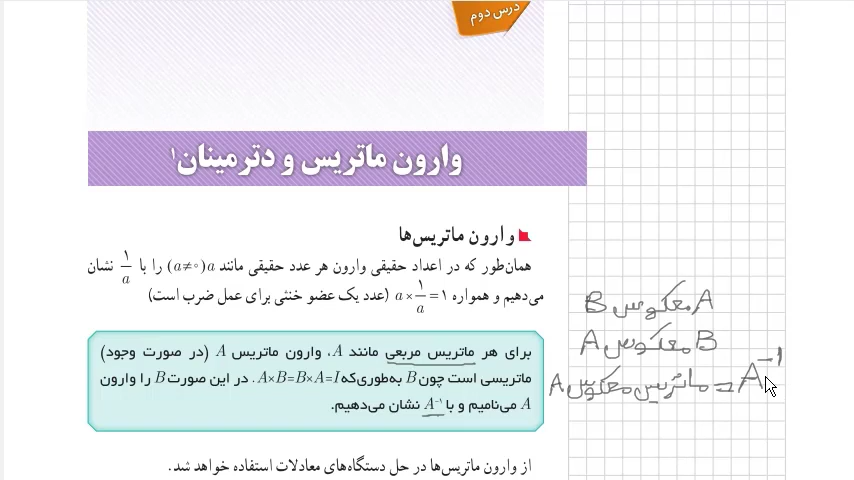 درس دوم
وارون ماتریس و دترمینان۱
وارون ماتریس‌ها
همان‌طور که در اعداد حقیقی وارون هر عدد حقیقی مانند a (a≠۰) را با ۱/a نشان
می‌دهیم و همواره a×۱/a=۱ (عدد یک عضو خنثی برای عمل ضرب است)
برای هر ماتریس مربعی مانند A، وارون ماتریس A (در صورت وجود)
ماتریسی است چون B به‌طوری‌که A×B=B×A=I. در این صورت B را وارون
A می‌نامیم و با A⁻¹ نشان می‌دهیم.
از وارون ماتریس‌ها در حل دستگاه‌های معادلات استفاده خواهد شد.
A معکوس B
B معکوس A
A⁻¹ = ماتریس معکوس A